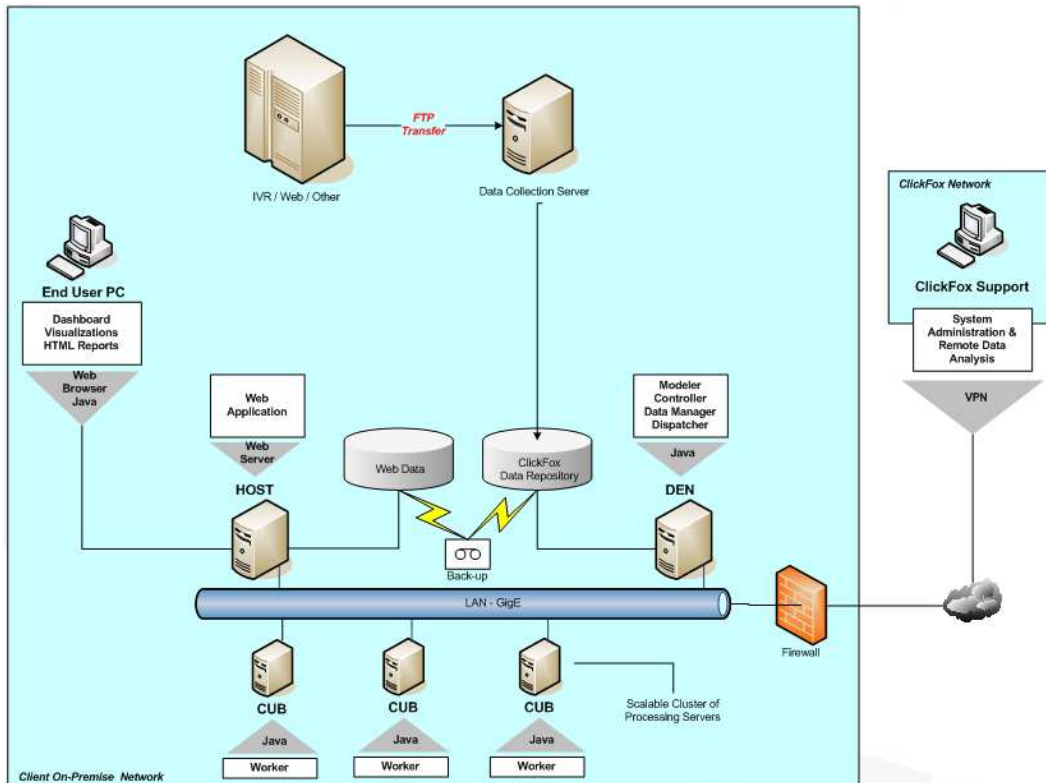 FTP
Transfer
IVR / Web / Other
Data Collection Server
ClickFox Network
ClickFox Support
System
Administration &
Remote Data
Analysis
VPN
End User PC
Dashboard
Visualizations
HTML Reports
Web
Browser
Java
Web
Application
Web
Server
HOST
Web Data
ClickFox
Data Repository
Modeler
Controller
Data Manager
Dispatcher
Java
DEN
Back-up
LAN - GigE
Firewall
CUB
Java
Worker
CUB
Java
Worker
CUB
Java
Worker
Scalable Cluster of
Processing Servers
Client On-Premise Network